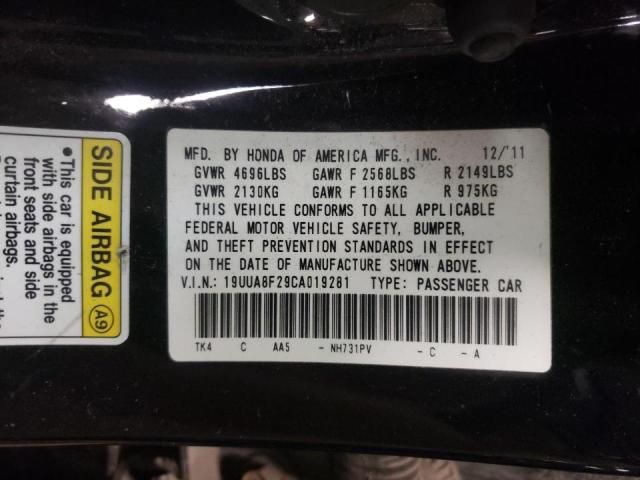 SIDE AIRBAG A9
• This car is equipped
with side airbags in the
front seats and side
curtain airbags.
MFD. BY HONDA OF AMERICA MFG., INC. 12/'11
GVWR 4696LBS GAWR F 2568LBS R 2149LBS
GVWR 2130KG GAWR F 1165KG R 975KG
THIS VEHICLE CONFORMS TO ALL APPLICABLE
FEDERAL MOTOR VEHICLE SAFETY, BUMPER,
AND THEFT PREVENTION STANDARDS IN EFFECT
ON THE DATE OF MANUFACTURE SHOWN ABOVE.
V.I.N.: 19UUA8F29CA019281 TYPE: PASSENGER CAR
TK4 C AA5 - NH731PV - C - A